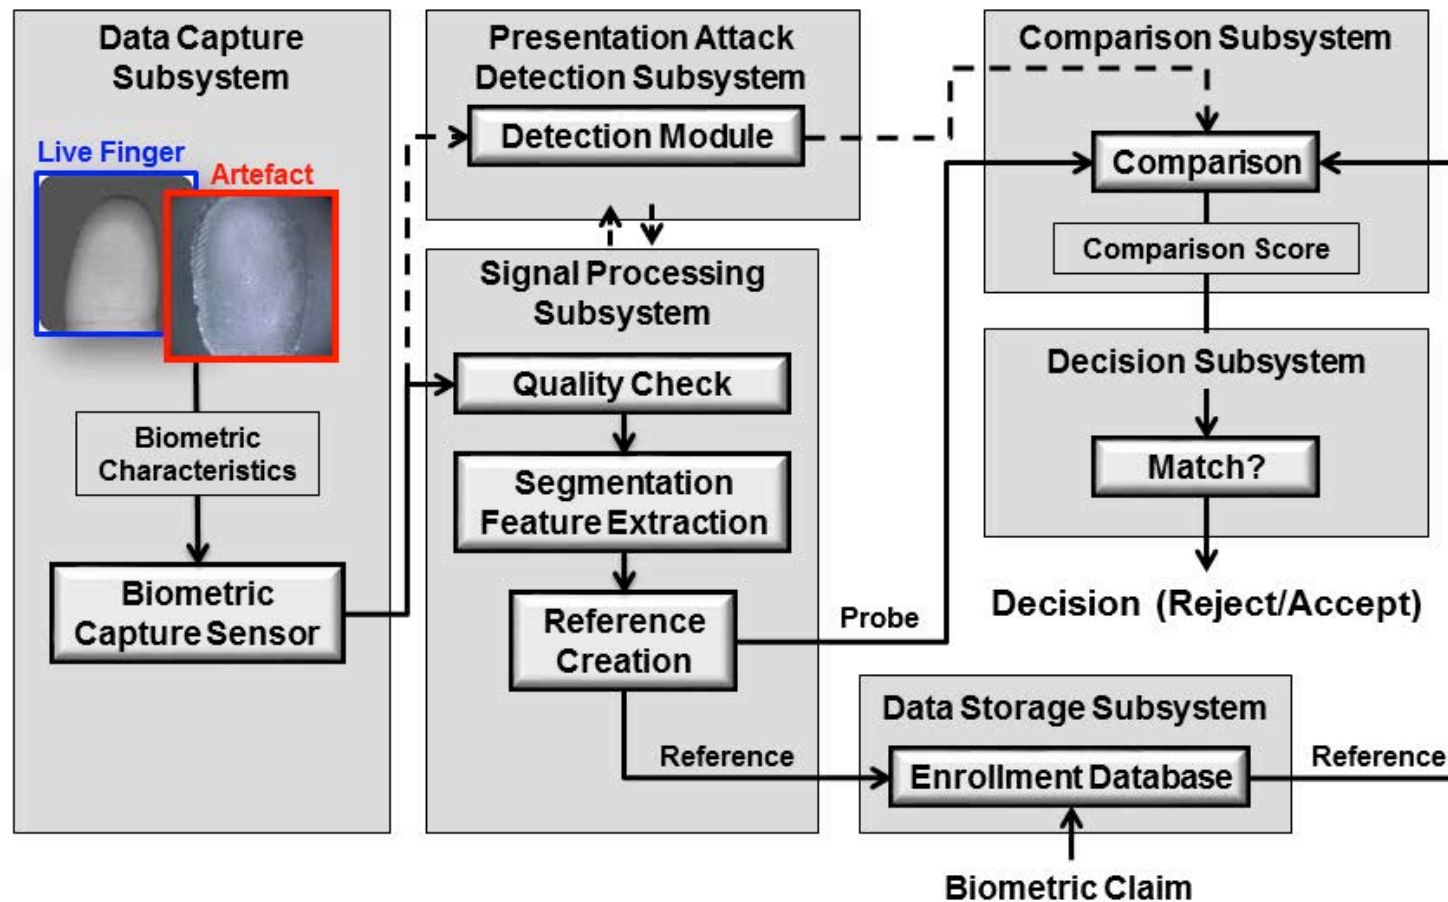 Data Capture
Subsystem
Live Finger
Artefact
Biometric
Characteristics
Biometric
Capture Sensor
Presentation Attack
Detection Subsystem
Detection Module
Signal Processing
Subsystem
Quality Check
Segmentation
Feature Extraction
Reference
Creation
Probe
Reference
Comparison Subsystem
Comparison
Comparison Score
Decision Subsystem
Match?
Decision (Reject/Accept)
Data Storage Subsystem
Enrollment Database
Reference
Biometric Claim